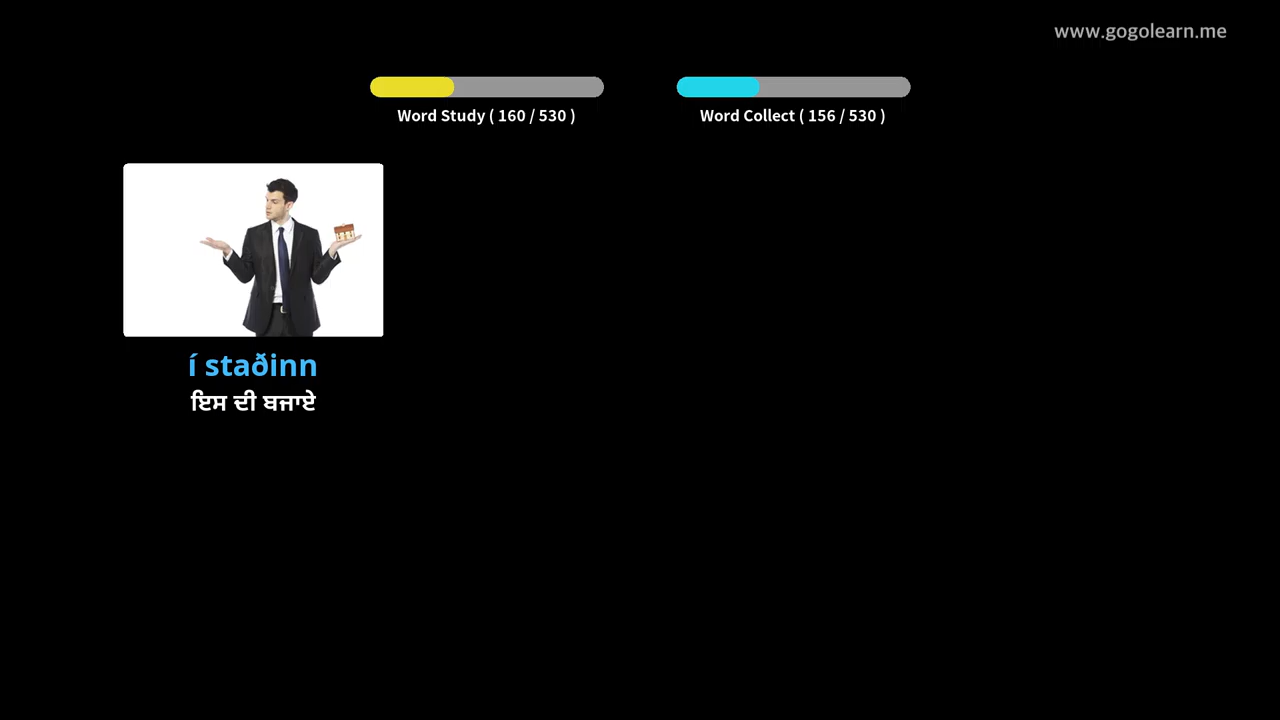 www.gogolearn.me
Word Study ( 160 / 530 )
Word Collect ( 156 / 530 )
í staðinn
ਇਸ ਦੀ ਬਜਾਏ